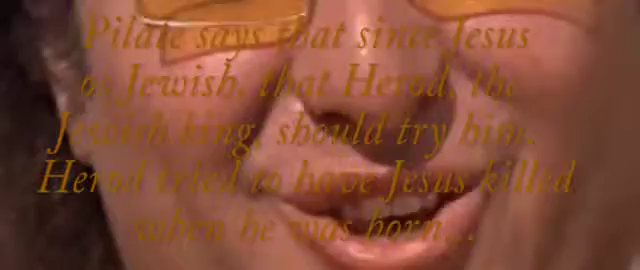 Pilate says that since Jesus
is Jewish, that Herod, the
Jewish king, should try him.
Herod tried to have Jesus killed
when he was born...